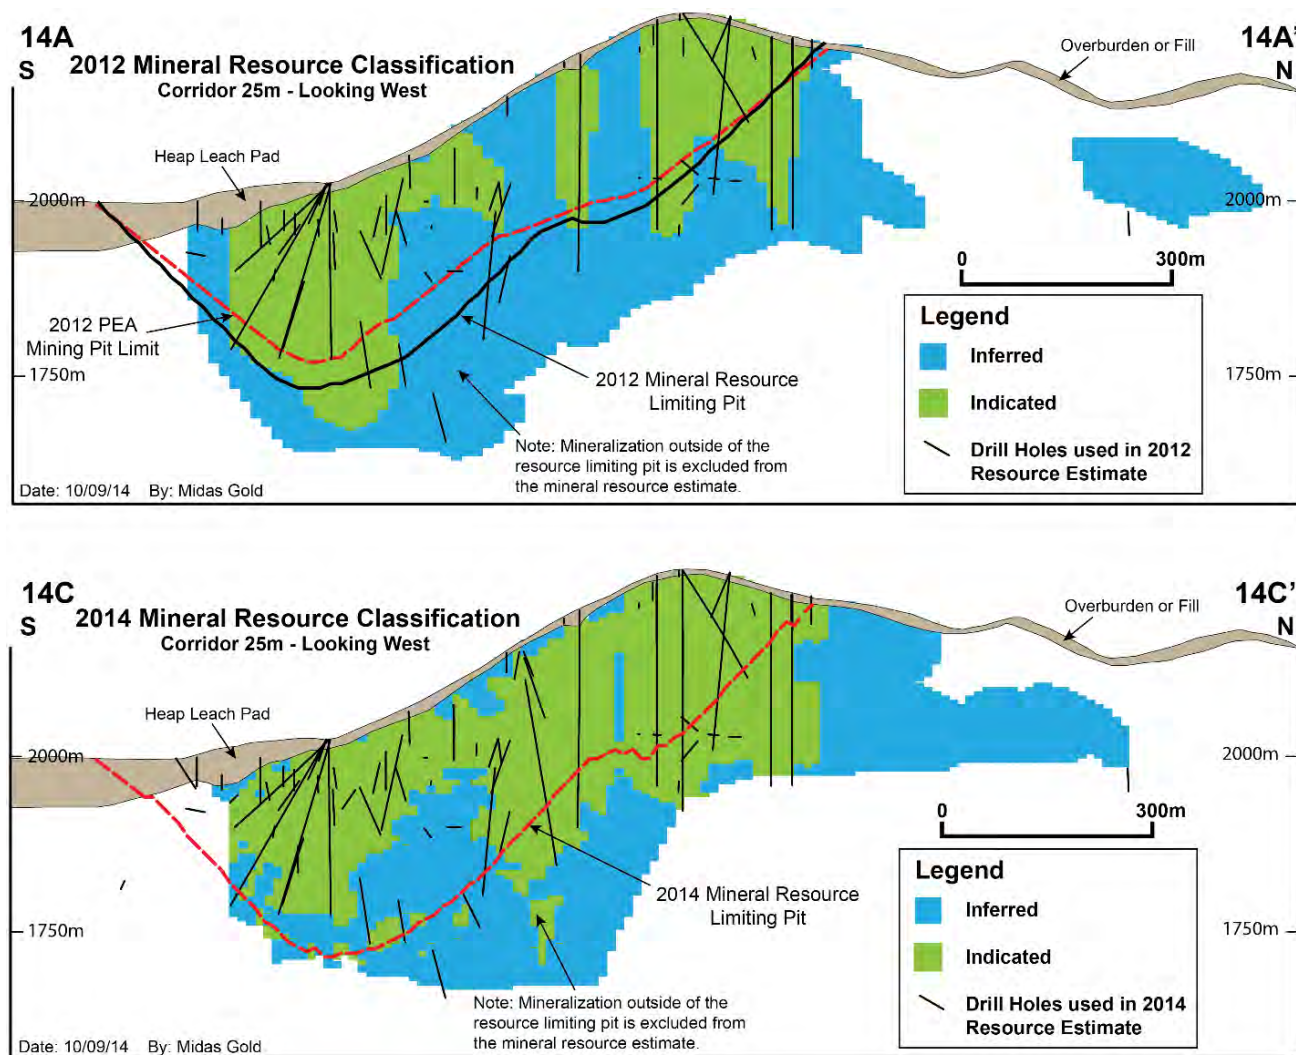 14A
S
2012 Mineral Resource Classification
Corridor 25m - Looking West
14A'
N
Overburden or Fill
Heap Leach Pad
2000m
2000m
0
300m
Legend
Inferred
Indicated
Drill Holes used in 2012
Resource Estimate
2012 PEA
Mining Pit Limit
1750m
1750m
2012 Mineral Resource
Limiting Pit
Note: Mineralization outside of the
resource limiting pit is excluded from
the mineral resource estimate.
Date: 10/09/14 By: Midas Gold
14C
S
2014 Mineral Resource Classification
Corridor 25m - Looking West
14C'
N
Overburden or Fill
Heap Leach Pad
2000m
2000m
0
300m
Legend
Inferred
Indicated
Drill Holes used in 2014
Resource Estimate
2014 Mineral Resource
Limiting Pit
1750m
1750m
Note: Mineralization outside of the
resource limiting pit is excluded from
the mineral resource estimate.
Date: 10/09/14 By: Midas Gold